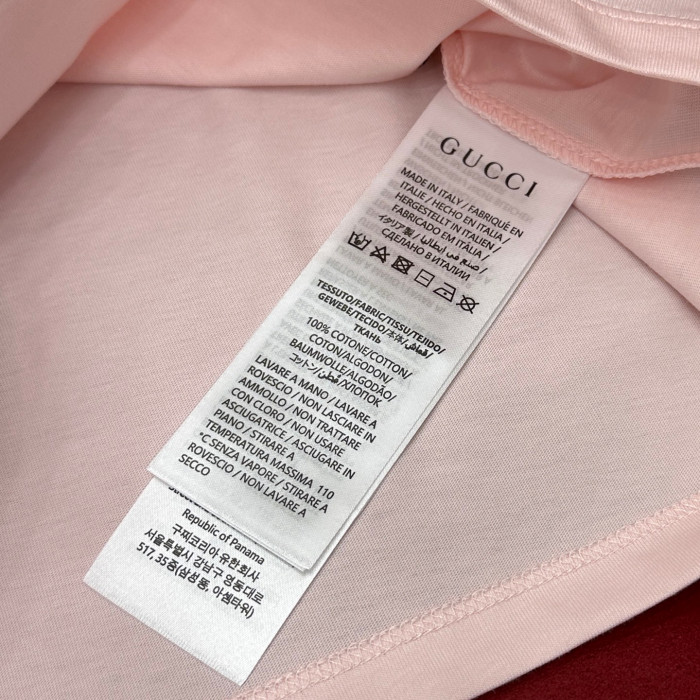 GUCCI
MADE IN ITALY / FABRIQUÉ EN
ITALIE / HECHO EN ITALIA /
HERGESTELLT IN ITALIEN /
FABRICADO EM ITÁLIA /
イタリア製 / صنع في ايطاليا /
СДЕЛАНО В ИТАЛИИ
TESSUTO/FABRIC/TISSU/TEJIDO/
GEWEBE/TECIDO/本体/قماش/
ТКАНЬ
100% COTONE/COTTON/
COTON/ALGODON/
BAUMWOLLE/ALGODÃO/
コットン/قطن/ХЛОПОК
LAVARE A MANO / LAVARE A
ROVESCIO / NON LASCIARE IN
AMMOLLO / NON TRATTARE
CON CLORO / NON USARE
ASCIUGATRICE / ASCIUGARE IN
PIANO / STIRARE A
TEMPERATURA MASSIMA 110
°C SENZA VAPORE / STIRARE A
ROVESCIO / NON LAVARE A
SECCO
Republic of Panama
구찌코리아 유한회사
서울특별시 강남구 영동대로
517, 35층(삼성동, 아셈타워)